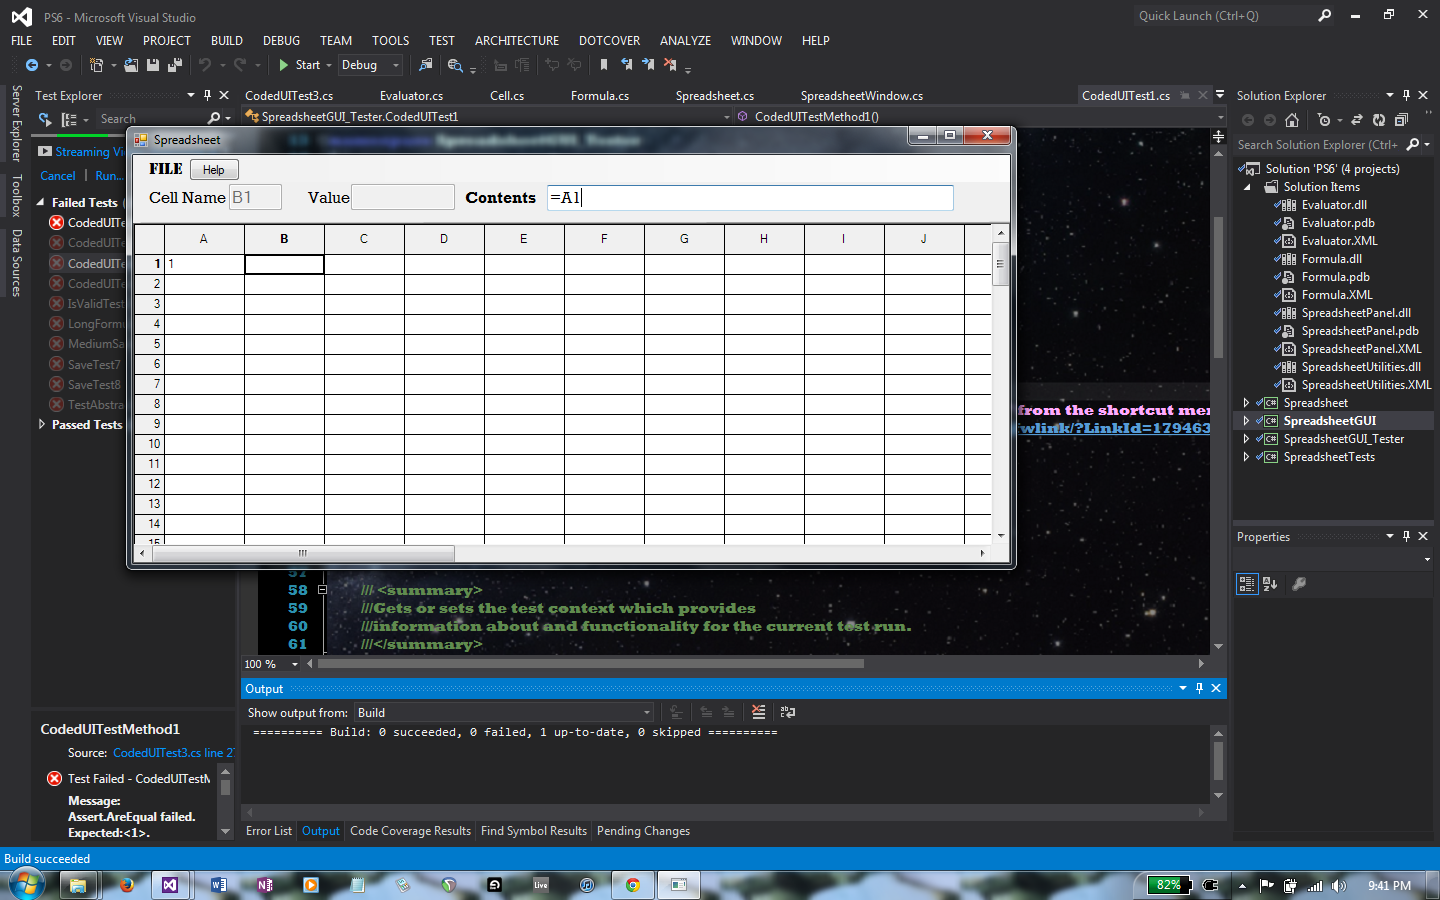 PS6 - Microsoft Visual Studio
Quick Launch (Ctrl+Q)
FILE EDIT VIEW PROJECT BUILD DEBUG TEAM TOOLS TEST ARCHITECTURE DOTCOVER ANALYZE WINDOW HELP
Start Debug
Server Explorer
Toolbox
Data Sources
Test Explorer
Search
Streaming Vi
Cancel Run...
Failed Tests (
CodedUITe
CodedUITe
CodedUITe
CodedUITe
IsValidTest
LongFormu
MediumSa
SaveTest7
SaveTest8
TestAbstra
Passed Tests
CodedUITest3.cs Evaluator.cs Cell.cs Formula.cs Spreadsheet.cs SpreadsheetWindow.cs CodedUITest1.cs
SpreadsheetGUI_Tester.CodedUITest1 CodedUITestMethod1()
Spreadsheet
FILE Help
Cell Name B1 Value Contents =A1
A B C D E F G H I J
1 1
2
3
4
5
6
7
8
9
10
11
12
13
14
15
from the shortcut mer
/wlink/?LinkId=179463
57
58 /// <summary>
59 ///Gets or sets the test context which provides
60 ///information about and functionality for the current test run.
61 ///</summary>
100 %
Output
Show output from: Build
========== Build: 0 succeeded, 0 failed, 1 up-to-date, 0 skipped ==========
Error List Output Code Coverage Results Find Symbol Results Pending Changes
CodedUITestMethod1
Source: CodedUITest3.cs line 27
Test Failed - CodedUITestM
Message:
Assert.AreEqual failed.
Expected:<1>.
Solution Explorer
Search Solution Explorer (Ctrl+
Solution 'PS6' (4 projects)
Solution Items
Evaluator.dll
Evaluator.pdb
Evaluator.XML
Formula.dll
Formula.pdb
Formula.XML
SpreadsheetPanel.dll
SpreadsheetPanel.pdb
SpreadsheetPanel.XML
SpreadsheetUtilities.dll
SpreadsheetUtilities.XML
Spreadsheet
SpreadsheetGUI
SpreadsheetGUI_Tester
SpreadsheetTests
Properties
Build succeeded
Live
82%
9:41 PM